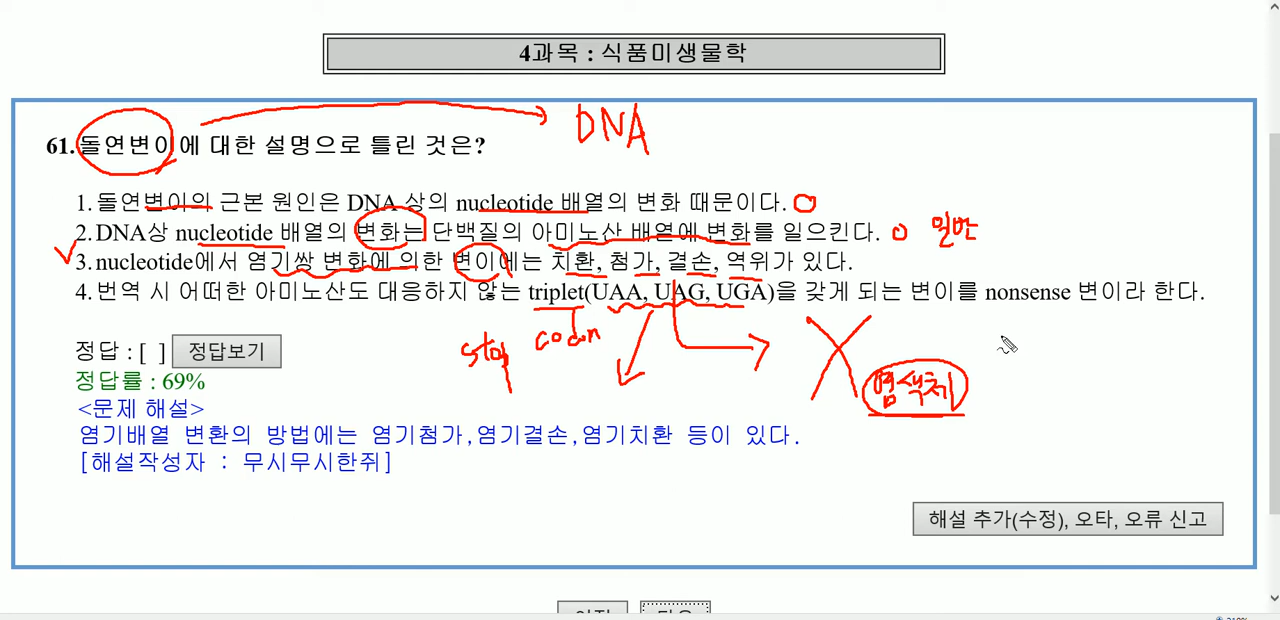 4과목 : 식품미생물학
DNA
61. 돌연변이에 대한 설명으로 틀린 것은?
1. 돌연변이의 근본 원인은 DNA 상의 nucleotide 배열의 변화 때문이다.
2.DNA상 nucleotide 배열의 변화는 단백질의 아미노산 배열에 변화를 일으킨다. 일반
3.nucleotide에서 염기쌍 변화에 의한 변이에는 치환, 첨가, 결손, 역위가 있다.
4. 번역 시 어떠한 아미노산도 대응하지 않는 triplet(UAA, UAG, UGA)을 갖게 되는 변이를 nonsense 변이라 한다.
stop codon
정답 : [ ] 정답보기
정답률 : 69%
염색체
<문제 해설>
염기배열 변환의 방법에는 염기첨가,염기결손,염기치환 등이 있다.
[해설작성자 : 무시무시한쥐]
해설 추가(수정), 오타, 오류 신고